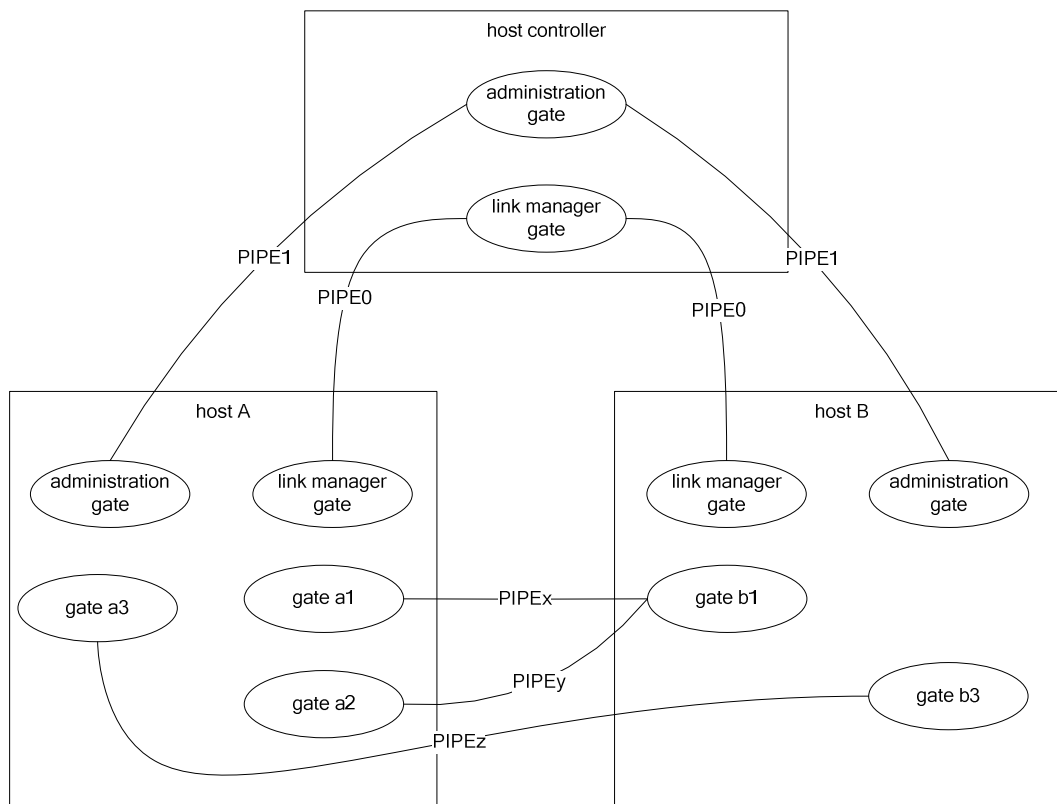 host controller
administration
gate
link manager
gate
PIPE1
PIPE1
PIPE0
PIPE0
host A
host B
administration
gate
link manager
gate
link manager
gate
administration
gate
gate a3
gate a1
PIPEx
gate b1
gate a2
PIPEy
gate b3
PIPEz